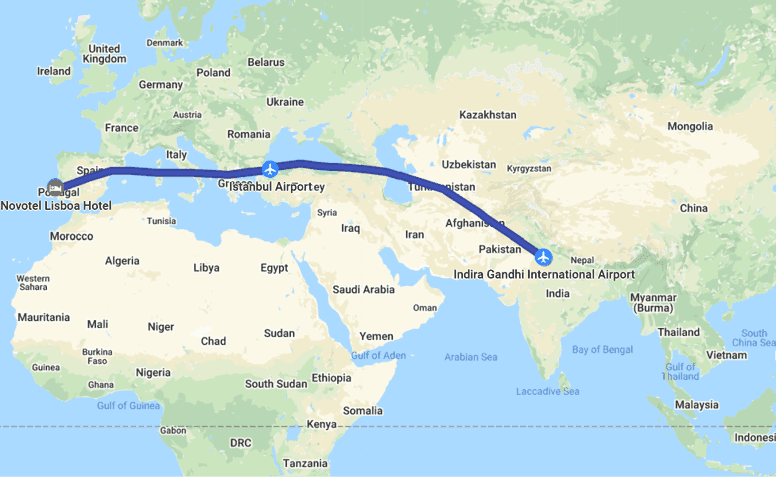 Denmark
United
Kingdom
Ireland
Belarus
Poland
Germany
Ukraine
Austria
France
Romania
Kazakhstan
Mongolia
Italy
Spain
Uzbekistan
Kyrgyzstan
Greece
Istanbul Airport
ey
Turkmenistan
Portugal
Novotel Lisboa Hotel
China
Tunisia
Syria
Afghanistan
Morocco
Iraq
Iran
Pakistan
Algeria
Libya
Egypt
Nepal
Indira Gandhi International Airport
Western
Sahara
Saudi Arabia
India
Myanmar
(Burma)
Oman
Mauritania
Mali
Niger
Chad
Sudan
Yemen
Thailand
South
China Sea
Vietnam
Bay of Bengal
Gulf of Aden
Arabian Sea
Burkina
Faso
Guinea
Nigeria
Gulf of
Thailand
Ghana
South Sudan
Ethiopia
Laccadive Sea
Gulf of Guinea
Somalia
Malaysia
Kenya
Gabon
DRC
Indonesi
Tanzania